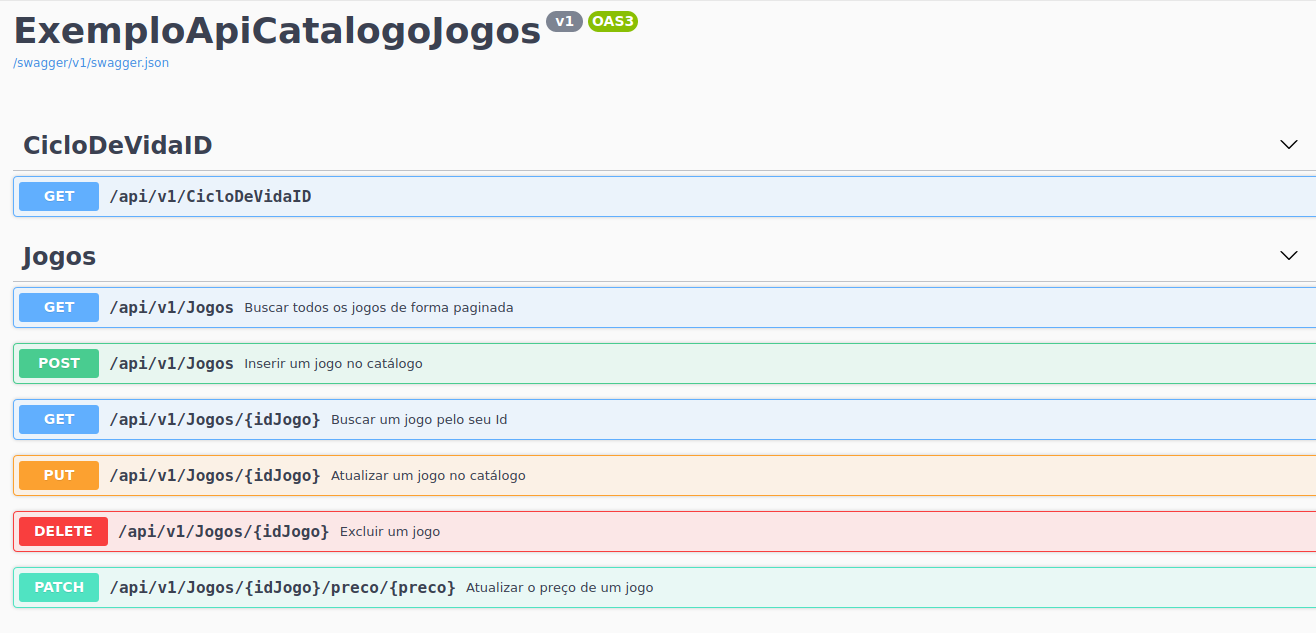 ExemploApiCatalogoJogos v1 OAS3
/swagger/v1/swagger.json
CicloDeVidaID
GET /api/v1/CicloDeVidaID
Jogos
GET /api/v1/Jogos Buscar todos os jogos de forma paginada
POST /api/v1/Jogos Inserir um jogo no catálogo
GET /api/v1/Jogos/{idJogo} Buscar um jogo pelo seu Id
PUT /api/v1/Jogos/{idJogo} Atualizar um jogo no catálogo
DELETE /api/v1/Jogos/{idJogo} Excluir um jogo
PATCH /api/v1/Jogos/{idJogo}/preco/{preco} Atualizar o preço de um jogo